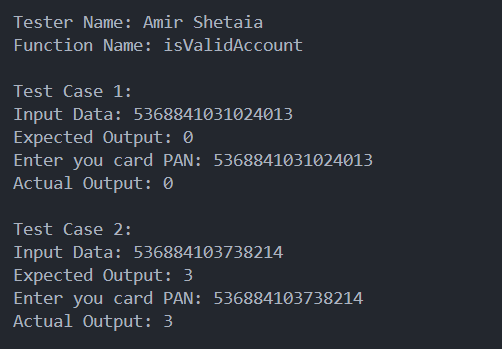 Tester Name: Amir Shetaia
Function Name: isValidAccount
Test Case 1:
Input Data: 5368841031024013
Expected Output: 0
Enter you card PAN: 5368841031024013
Actual Output: 0
Test Case 2:
Input Data: 536884103738214
Expected Output: 3
Enter you card PAN: 536884103738214
Actual Output: 3